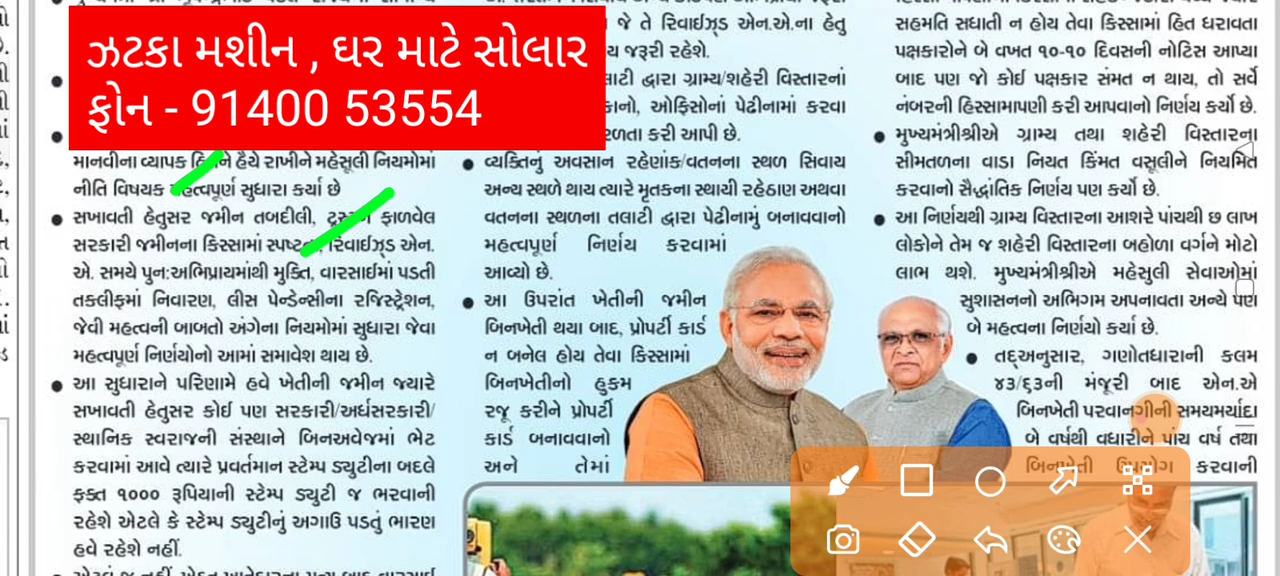 ઝટકા મશીન , ઘર માટે સોલાર
ફોન - 91400 53554
માનવીના વ્યાપક હૈયે રાખીને મહેસૂલી નિયમોમાં
નીતિ વિષયક મહત્વપૂર્ણ સુધારા કર્યા છે
સખાવતી હેતુસર જમીન તબદીલી, ફાળવેલ
સરકારી જમીનના કિસ્સામાં રિવાઈઝ્ડ એન.
એ. સમયે પુન:અભિપ્રાયમાંથી મુક્તિ, વારસાઈમાં પડતી
તકલીફમાં નિવારણ, લીસ પેન્ડેન્સીના રજિસ્ટ્રેશન,
જેવી મહત્વની બાબતો અંગેના નિયમોમાં સુધારા જેવા
મહત્વપૂર્ણ નિર્ણયોનો આમાં સમાવેશ થાય છે.
આ સુધારાને પરિણામે હવે ખેતીની જમીન જ્યારે
સખાવતી હેતુસર કોઈ પણ સરકારી/અર્ધસરકારી/
સ્થાનિક સ્વરાજની સંસ્થાને બિનઅવેજમાં ભેટ
કરવામાં આવે ત્યારે પ્રવર્તમાન સ્ટેમ્પ ડ્યુટીના બદલે
ફક્ત ૧૦૦૦ રૂપિયાની સ્ટેમ્પ ડ્યુટી જ ભરવાની
રહેશે એટલે કે સ્ટેમ્પ ડ્યુટીનું અગાઉ પડતું ભારણ
હવે રહેશે નહીં.
જે તે રિવાઈઝ્ડ એન.એ.ના હેતુ
જરૂરી રહેશે.
દ્વારા ગ્રામ્ય/શહેરી વિસ્તારનાં
ઓફિસોનાં પેઢીનામાં કરવા
કરી આપી છે.
વ્યક્તિનું અવસાન રહેણાંક/વતનના સ્થળ સિવાય
અન્ય સ્થળે થાય ત્યારે મૃતકના સ્થાયી રહેઠાણ અથવા
વતનના સ્થળના તલાટી દ્વારા પેઢીનામું બનાવવાનો
મહત્વપૂર્ણ નિર્ણય કરવામાં
આવ્યો છે.
આ ઉપરાંત ખેતીની જમીન
બિનખેતી થયા બાદ, પ્રોપર્ટી કાર્ડ
ન બનેલ હોય તેવા કિસ્સામાં
બિનખેતીનો હુકમ
રજૂ કરીને પ્રોપર્ટી
કાર્ડ બનાવવાનો
અને તેમાં
સહમતિ સધાતી ન હોય તેવા કિસ્સામાં હિત ધરાવતા
પક્ષકારોને બે વખત ૧૦-૧૦ દિવસની નોટિસ આપ્યા
બાદ પણ જો કોઈ પક્ષકાર સંમત ન થાય, તો સર્વે
નંબરની હિસ્સામાપણી કરી આપવાનો નિર્ણય કર્યો છે.
મુખ્યમંત્રીશ્રીએ ગ્રામ્ય તથા શહેરી વિસ્તારના
સીમતળના વાડા નિયત કિંમત વસૂલીને નિયમિત
કરવાનો સૈદ્ધાંતિક નિર્ણય પણ કર્યો છે.
આ નિર્ણયથી ગ્રામ્ય વિસ્તારના આશરે પાંચથી છ લાખ
લોકોને તેમ જ શહેરી વિસ્તારના બહોળા વર્ગને મોટો
લાભ થશે. મુખ્યમંત્રીશ્રીએ મહેસુલી સેવાઓમાં
સુશાસનનો અભિગમ અપનાવતા અન્યે પણ
બે મહત્વના નિર્ણયો કર્યા છે.
તદ્અનુસાર, ગણોતધારાની કલમ
૪૩/૬૩ની મંજૂરી બાદ એન.એ
બિનખેતી પરવાનગીની સમયમર્યાદા
બે વર્ષથી વધારીને પાંચ વર્ષ તથા
બિનખેતી ઉપયોગ કરવાની